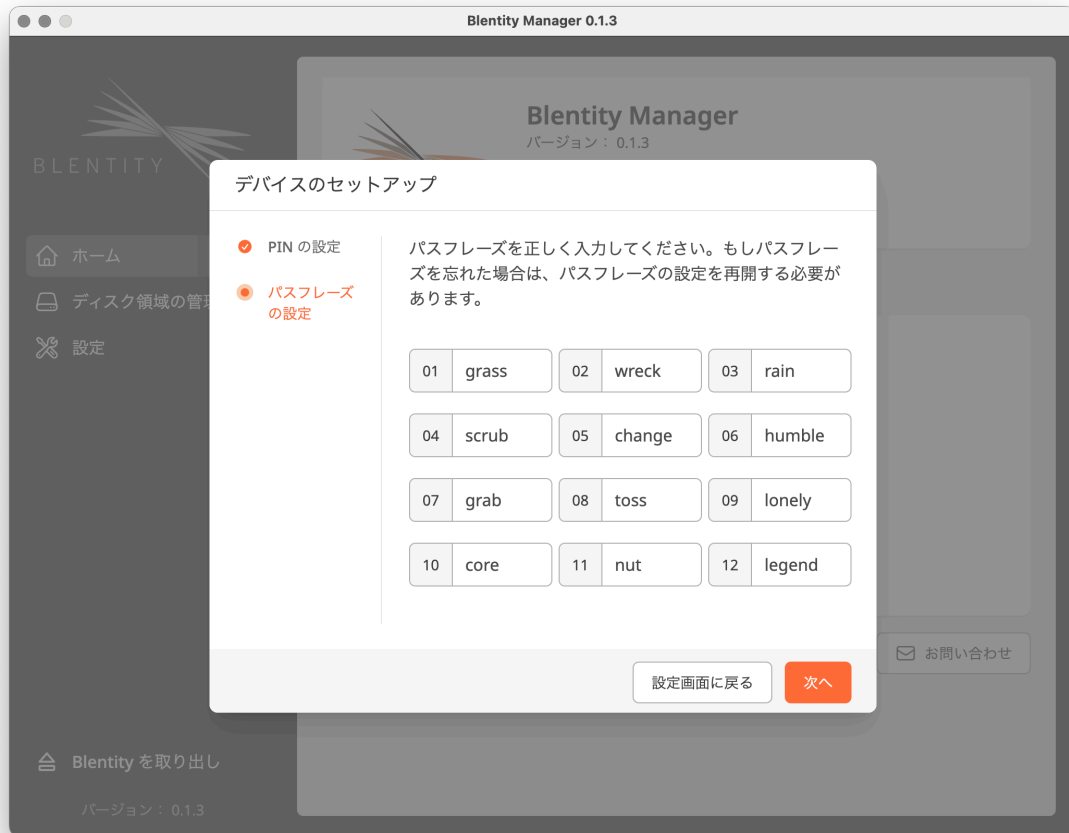 Blentity Manager 0.1.3
BLENTITY
ホーム
ディスク領域の管
設定
Blentity を取り出し
バージョン： 0.1.3
Blentity Manager
バージョン： 0.1.3
デバイスのセットアップ
PIN の設定
パスフレーズ
の設定
パスフレーズを正しく入力してください。もしパスフレー
ズを忘れた場合は、パスフレーズの設定を再開する必要が
あります。
01 grass 02 wreck 03 rain
04 scrub 05 change 06 humble
07 grab 08 toss 09 lonely
10 core 11 nut 12 legend
設定画面に戻る 次へ
お問い合わせ